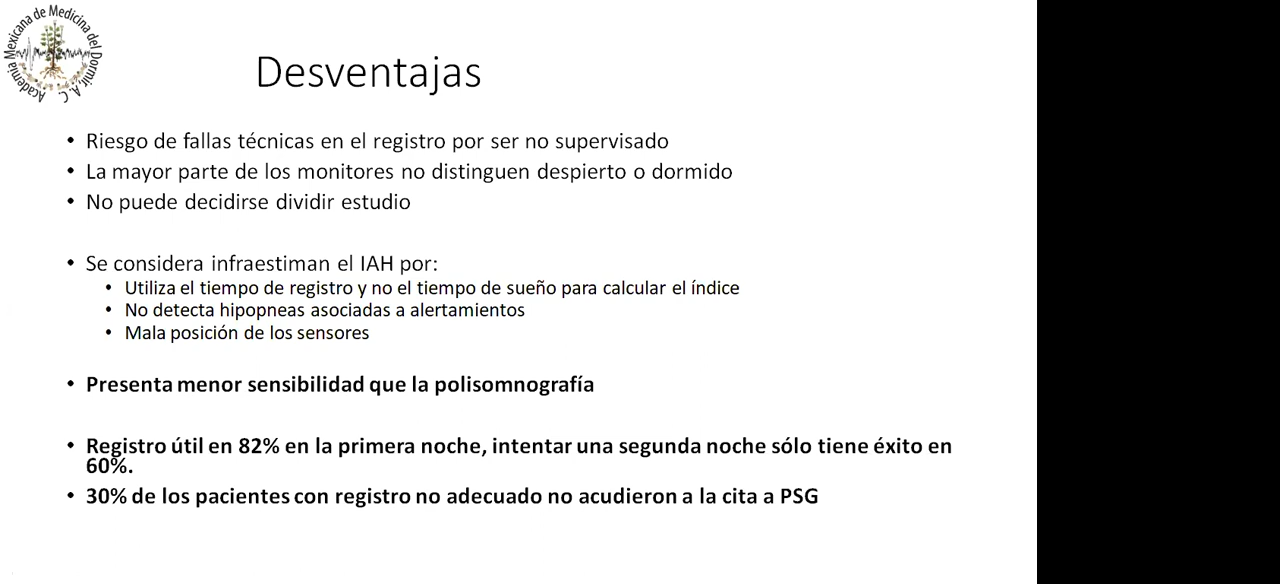 Academia Mexicana de Medicina del Dormir, A. C.
Desventajas
• Riesgo de fallas técnicas en el registro por ser no supervisado
• La mayor parte de los monitores no distinguen despierto o dormido
• No puede decidirse dividir estudio
• Se considera infraestiman el IAH por:
• Utiliza el tiempo de registro y no el tiempo de sueño para calcular el índice
• No detecta hipopneas asociadas a alertamientos
• Mala posición de los sensores
• Presenta menor sensibilidad que la polisomnografía
• Registro útil en 82% en la primera noche, intentar una segunda noche sólo tiene éxito en
60%.
• 30% de los pacientes con registro no adecuado no acudieron a la cita a PSG